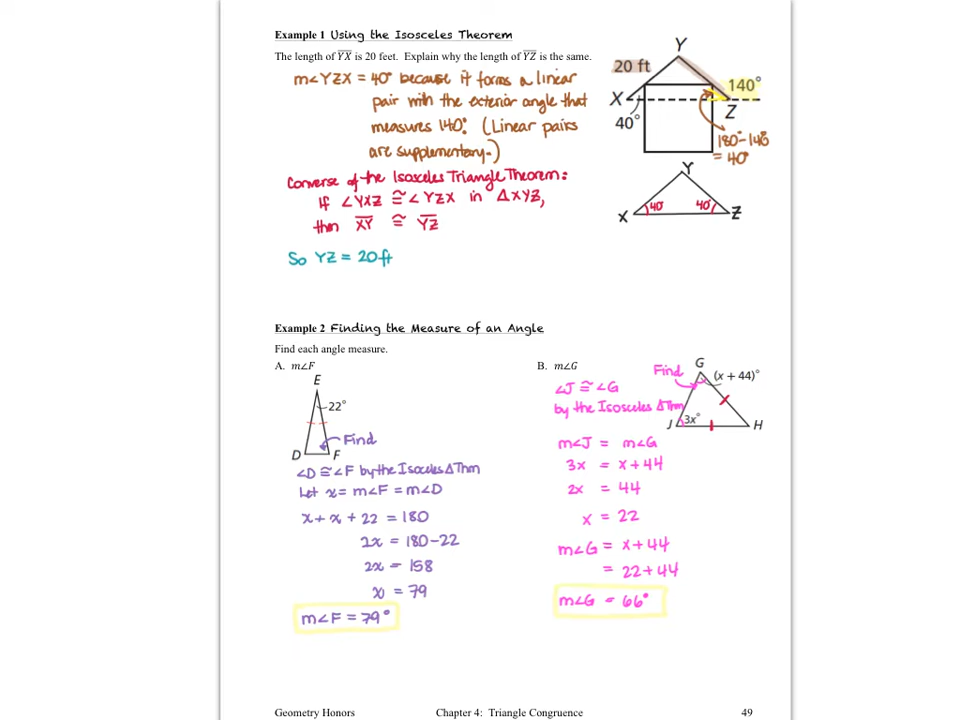 Example 1 Using the Isosceles Theorem
The length of YX is 20 feet. Explain why the length of YZ is the same.
m∠YZX = 40° because it forms a linear
pair with the exterior angle that
measures 140°. (Linear pairs
are supplementary.)
Converse of the Isosceles Triangle Theorem:
If ∠YXZ ≅ ∠YZX in ΔXYZ,
then XY ≅ YZ
So YZ = 20ft
Y
20 ft
140°
X
Z
40°
180°-140°
= 40°
Y
40°
40°
X
Z
Example 2 Finding the Measure of an Angle
Find each angle measure.
A. m∠F
E
22°
Find
D
F
∠D ≅ ∠F by the Isoceles Δ Thm
Let x = m∠F = m∠D
x + x + 22 = 180
2x = 180-22
2x = 158
x = 79
m∠F = 79°
B. m∠G
G
Find
(x + 44)°
J
3x°
H
∠J ≅ ∠G
by the Isosceles Δ Thm
m∠J = m∠G
3x = x+44
2x = 44
x = 22
m∠G = x+44
= 22+44
m∠G = 66°
Geometry Honors
Chapter 4: Triangle Congruence
49